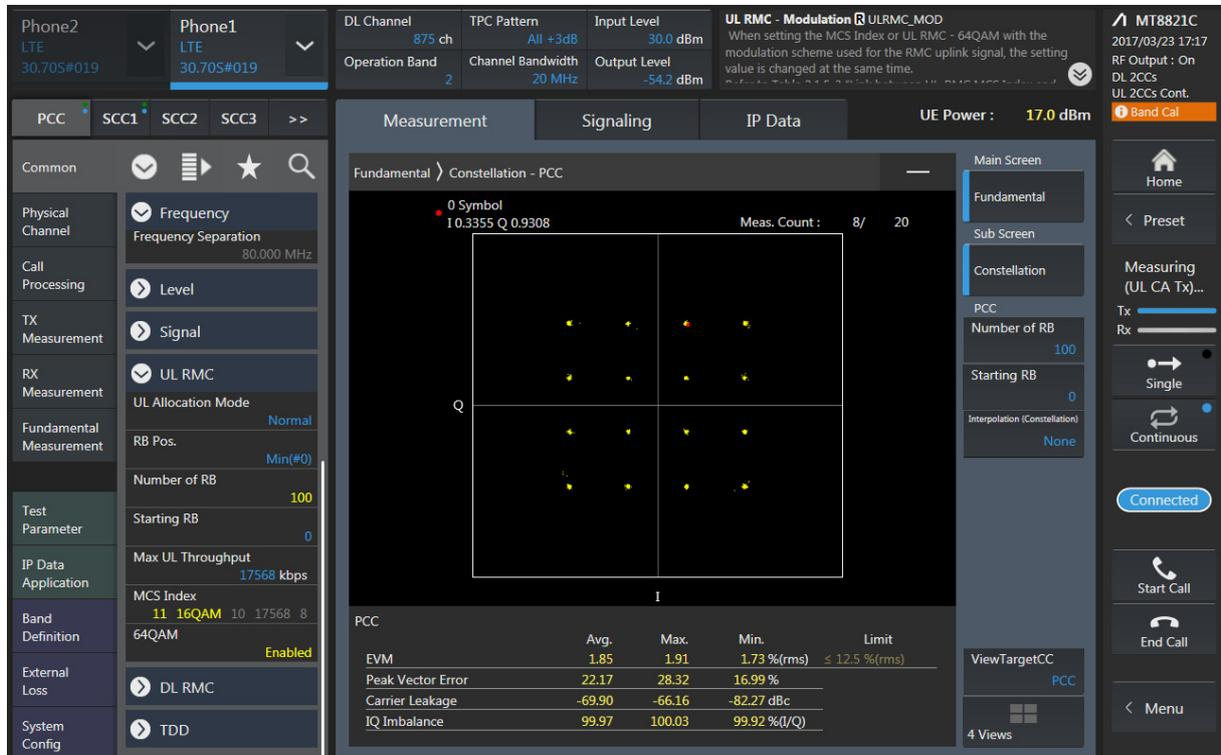 Phone2
LTE
30.70S#019
Phone1
LTE
30.70S#019
DL Channel
875 ch
TPC Pattern
All +3dB
Input Level
30.0 dBm
Operation Band
2
Channel Bandwidth
20 MHz
Output Level
-54.2 dBm
UL RMC - Modulation R ULRMC_MOD
When setting the MCS Index or UL RMC - 64QAM with the
modulation scheme used for the RMC uplink signal, the setting
value is changed at the same time.
MT8821C
2017/03/23 17:17
RF Output : On
DL 2CCs
UL 2CCs Cont.
Band Cal
PCC SCC1 SCC2 SCC3 >>
Measurement Signaling IP Data
UE Power : 17.0 dBm
Common
Physical
Channel
Call
Processing
TX
Measurement
RX
Measurement
Fundamental
Measurement
Test
Parameter
IP Data
Application
Band
Definition
External
Loss
System
Config
Frequency
Frequency Separation
80.000 MHz
Level
Signal
UL RMC
UL Allocation Mode
Normal
RB Pos.
Min(#0)
Number of RB
100
Starting RB
0
Max UL Throughput
17568 kbps
MCS Index
11 16QAM 10 17568 8
64QAM
Enabled
DL RMC
TDD
Fundamental 〉 Constellation - PCC
0 Symbol
I 0.3355 Q 0.9308
Meas. Count : 8/ 20
Q
I
PCC
Avg. Max. Min. Limit
EVM 1.85 1.91 1.73 %(rms) ≤ 12.5 %(rms)
Peak Vector Error 22.17 28.32 16.99 %
Carrier Leakage -69.90 -66.16 -82.27 dBc
IQ Imbalance 99.97 100.03 99.92 %(I/Q)
Main Screen
Fundamental
Sub Screen
Constellation
PCC
Number of RB
100
Starting RB
0
Interpolation (Constellation)
None
ViewTargetCC
PCC
4 Views
Home
< Preset
Measuring
(UL CA Tx)...
Tx
Rx
Single
Continuous
Connected
Start Call
End Call
< Menu